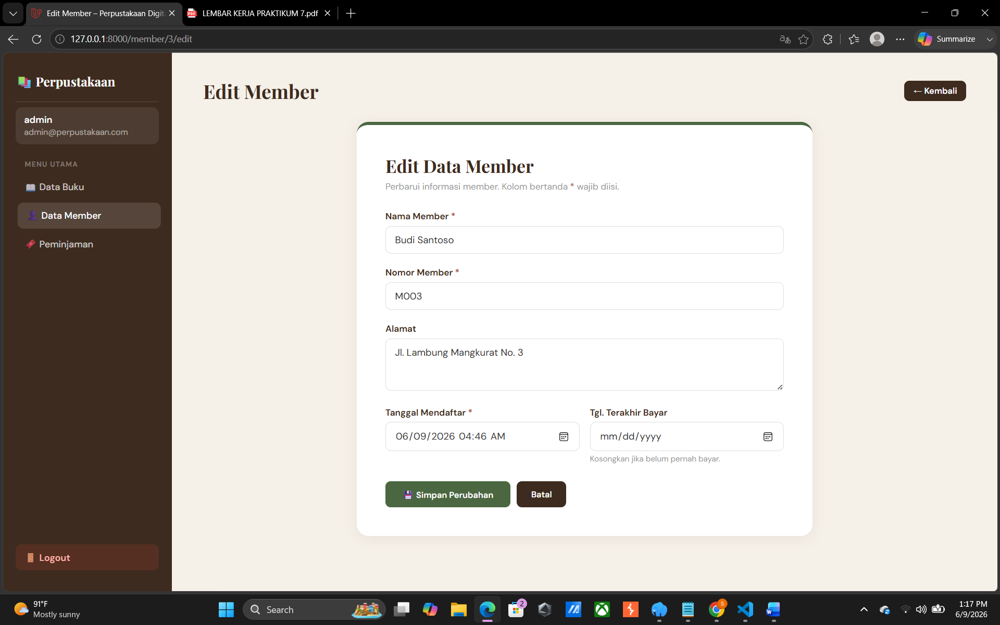 Edit Member – Perpustakaan Digit
LEMBAR KERJA PRAKTIKUM 7.pdf
127.0.0.1:8000/member/3/edit
Summarize
Perpustakaan
admin
admin@perpustakaan.com
MENU UTAMA
Data Buku
Data Member
Peminjaman
Logout
Edit Member
← Kembali
Edit Data Member
Perbarui informasi member. Kolom bertanda * wajib diisi.
Nama Member *
Budi Santoso
Nomor Member *
M003
Alamat
Jl. Lambung Mangkurat No. 3
Tanggal Mendaftar *
06/09/2026 04:46 AM
Tgl. Terakhir Bayar
mm/dd/yyyy
Kosongkan jika belum pernah bayar.
Simpan Perubahan
Batal
91°F
Mostly sunny
Search
2
S
1:17 PM
6/9/2026